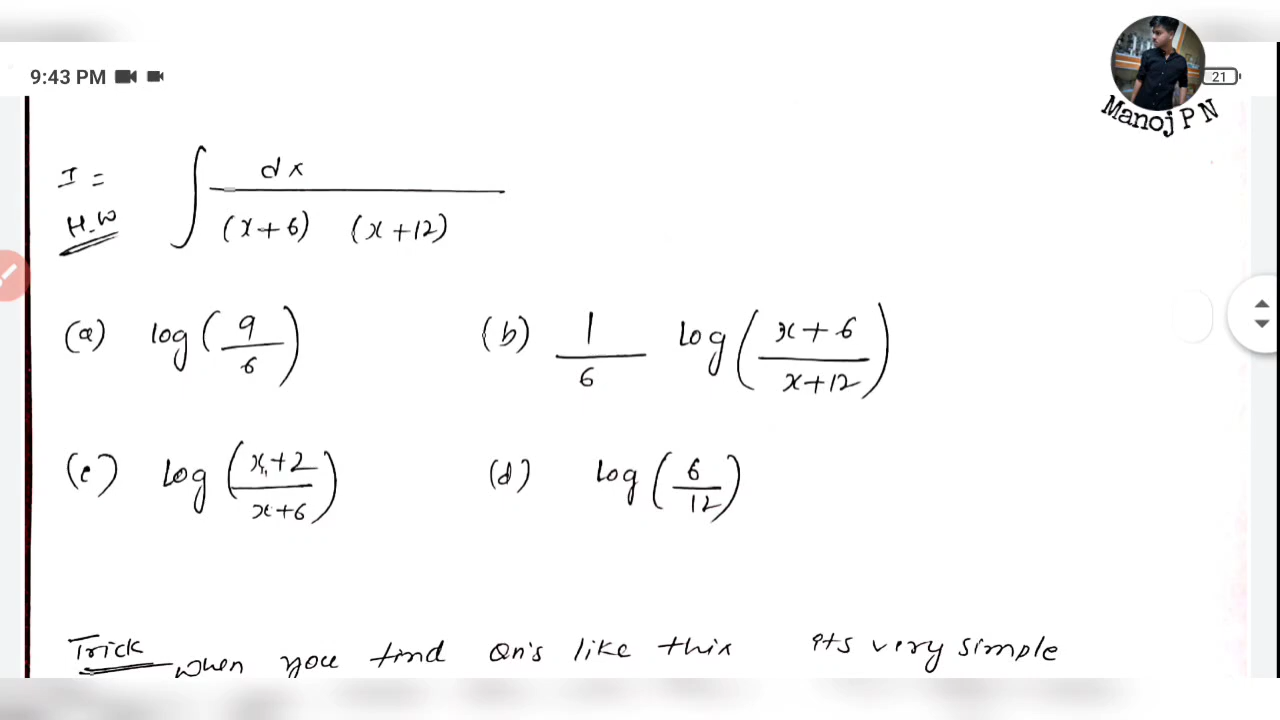 9:43 PM
21
Manoj P N
I = ∫ dx / (x+6) (x+12)
H.W
(a) log(9/6) (b) 1/6 log(x+6/x+12)
(c) log(x+2/x+6) (d) log(6/12)
Trick when you find Qn's like this its very simple